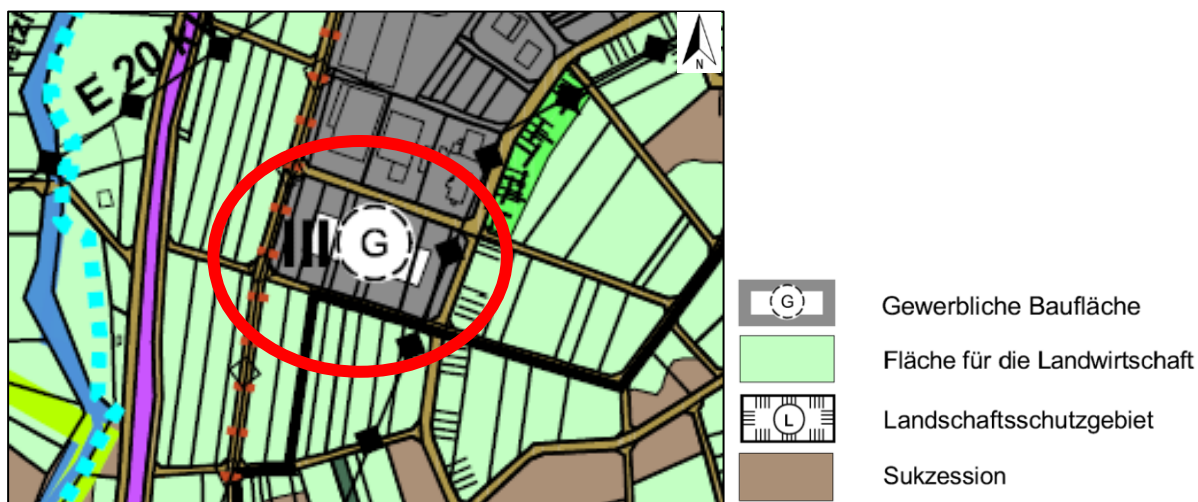 E 20
N
G
G
Gewerbliche Baufläche
Fläche für die Landwirtschaft
L
Landschaftsschutzgebiet
Sukzession